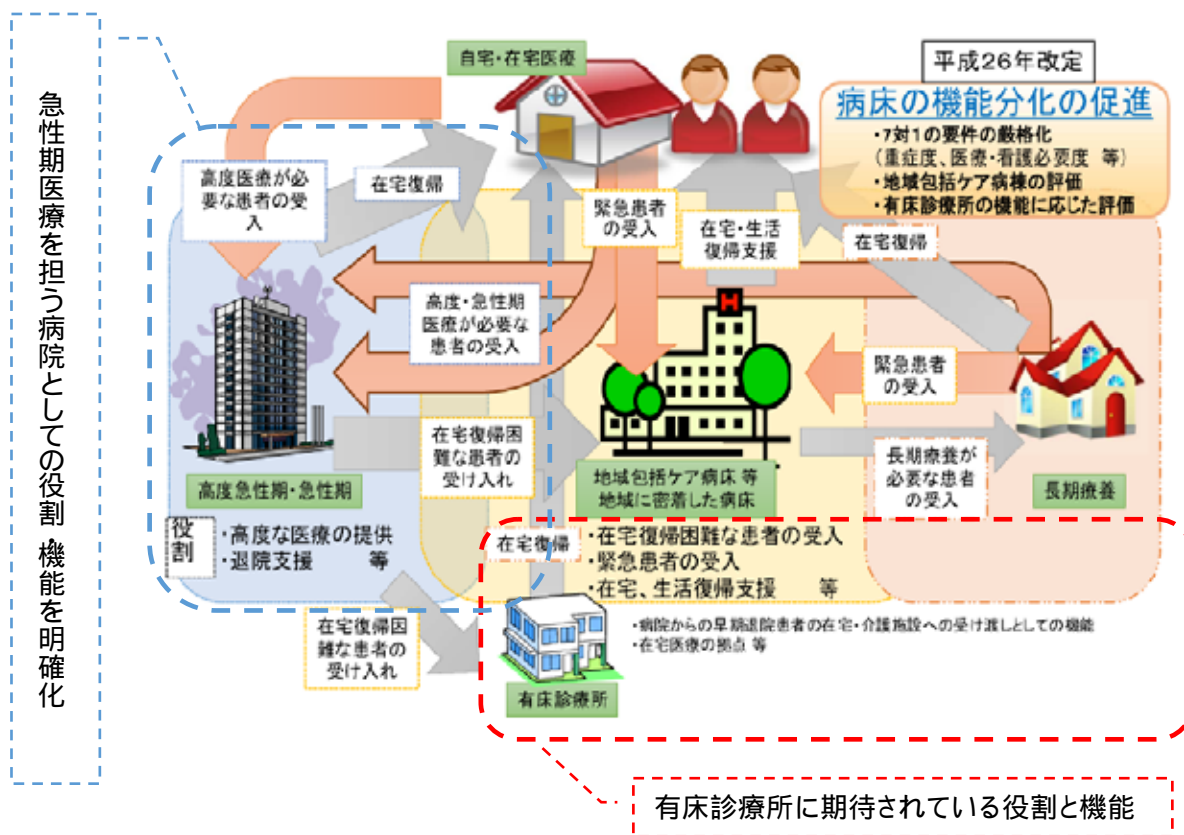 急性期医療を担う病院としての役割・機能を明確化
自宅・在宅医療
平成26年改定
病床の機能分化の促進
・7対1の要件の厳格化
(重症度、医療・看護必要度 等)
・地域包括ケア病棟の評価
・有床診療所の機能に応じた評価
高度医療が必
要な患者の受
入
在宅復帰
緊急患者
の受入
在宅・生活
復帰支援
在宅復帰
高度・急性期
医療が必要な
患者の受入
緊急患者
の受入
在宅復帰困
難な患者の
受け入れ
長期療養が
必要な患者
の受入
高度急性期・急性期
地域包括ケア病床 等
地域に密着した病床
長期療養
役
割
・高度な医療の提供
・退院支援 等
在宅復帰
・在宅復帰困難な患者の受入
・緊急患者の受入
・在宅、生活復帰支援 等
在宅復帰困
難な患者の
受け入れ
・病院からの早期退院患者の在宅・介護施設への受け渡しとしての機能
・在宅医療の拠点 等
有床診療所
有床診療所に期待されている役割と機能